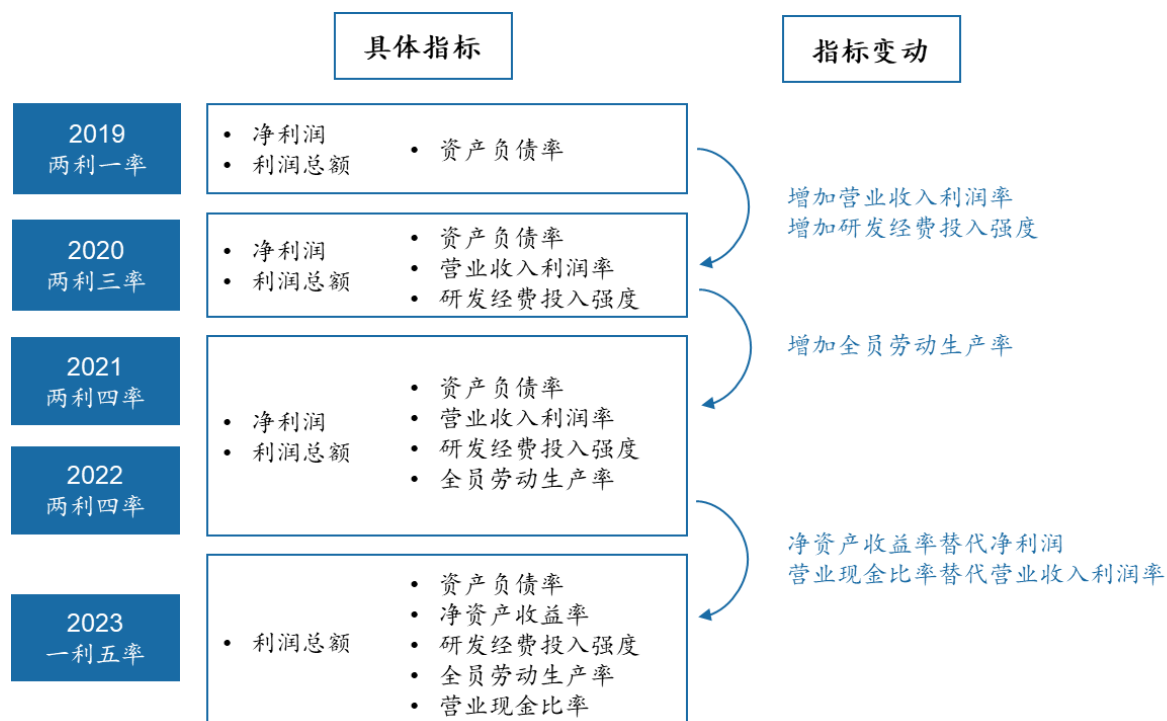 具体指标
指标变动
2019
两利一率
• 净利润
• 利润总额
• 资产负债率
增加营业收入利润率
增加研发经费投入强度
2020
两利三率
• 净利润
• 利润总额
• 资产负债率
• 营业收入利润率
• 研发经费投入强度
增加全员劳动生产率
2021
两利四率
2022
两利四率
• 净利润
• 利润总额
• 资产负债率
• 营业收入利润率
• 研发经费投入强度
• 全员劳动生产率
净资产收益率替代净利润
营业现金比率替代营业收入利润率
2023
一利五率
• 利润总额
• 资产负债率
• 净资产收益率
• 研发经费投入强度
• 全员劳动生产率
• 营业现金比率